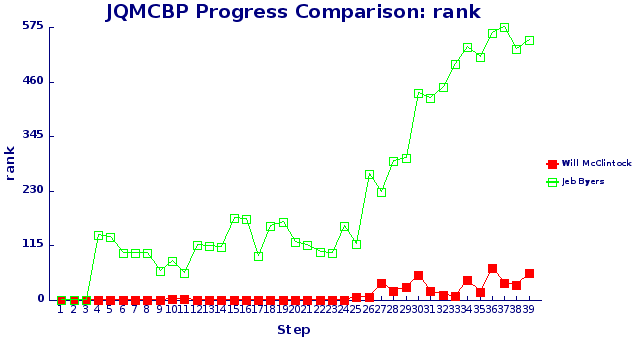 JQMCBP Progress Comparison: rank
575
460
345
230
115
0
rank
1 2 3 4 5 6 7 8 9 10 11 12 13 14 15 16 17 18 19 20 21 22 23 24 25 26 27 28 29 30 31 32 33 34 35 36 37 38 39
Step
Will McClintock
Jeb Byers